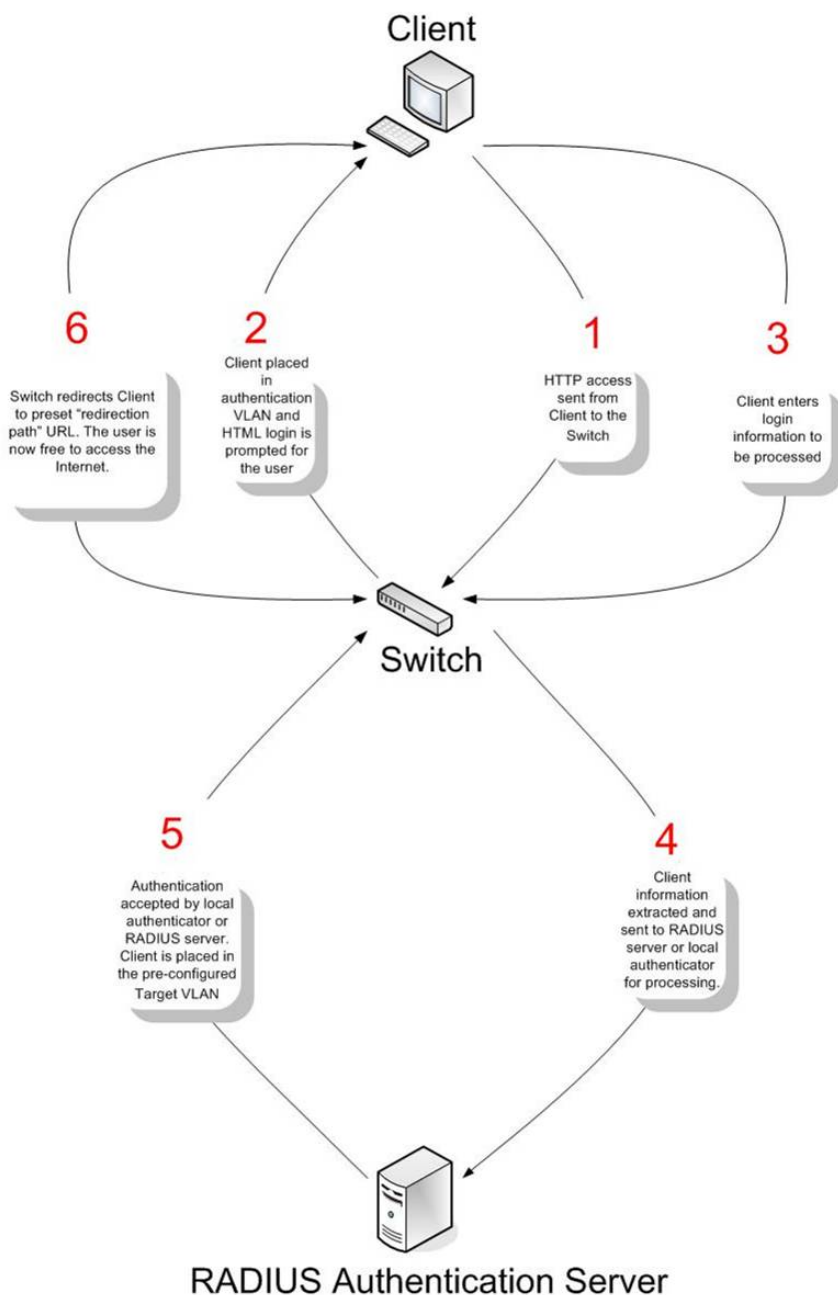 Client
6
Switch redirects Client
to preset “redirection
path” URL. The user is
now free to access the
Internet.
2
Client placed
in
authentication
VLAN and
HTML login is
prompted for
the user
1
HTTP access
sent from
Client to the
Switch
3
Client enters
login
information to
be processed
Switch
5
Authentication
accepted by local
authenticator or
RADIUS server.
Client is placed in
the pre-configured
Target VLAN
4
Client
information
extracted and
sent to RADIUS
server or local
authenticator
for processing.
RADIUS Authentication Server